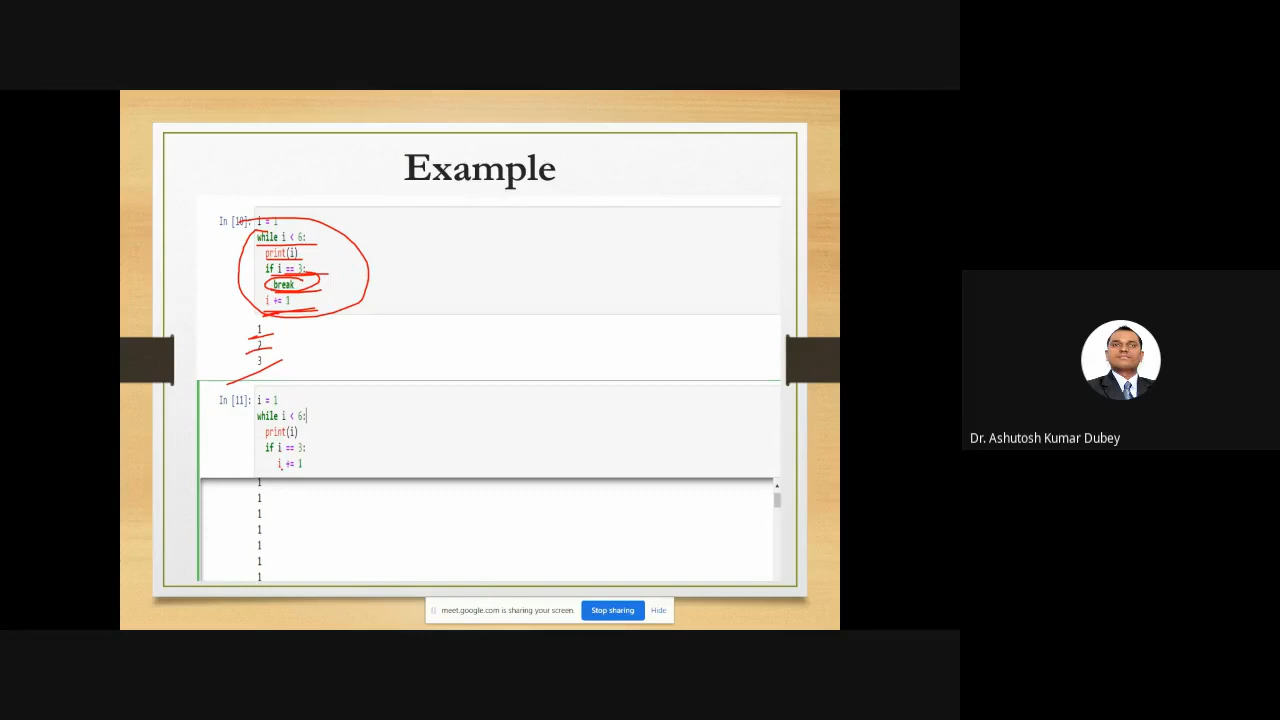 Example
In [10]: i = 1
while i < 6:
print(i)
if i == 3:
break
i += 1
1
2
3
In [11]: i = 1
while i < 6:
print(i)
if i == 3:
i += 1
1
1
1
1
1
1
1
meet.google.com is sharing your screen.
Stop sharing
Hide
Dr. Ashutosh Kumar Dubey